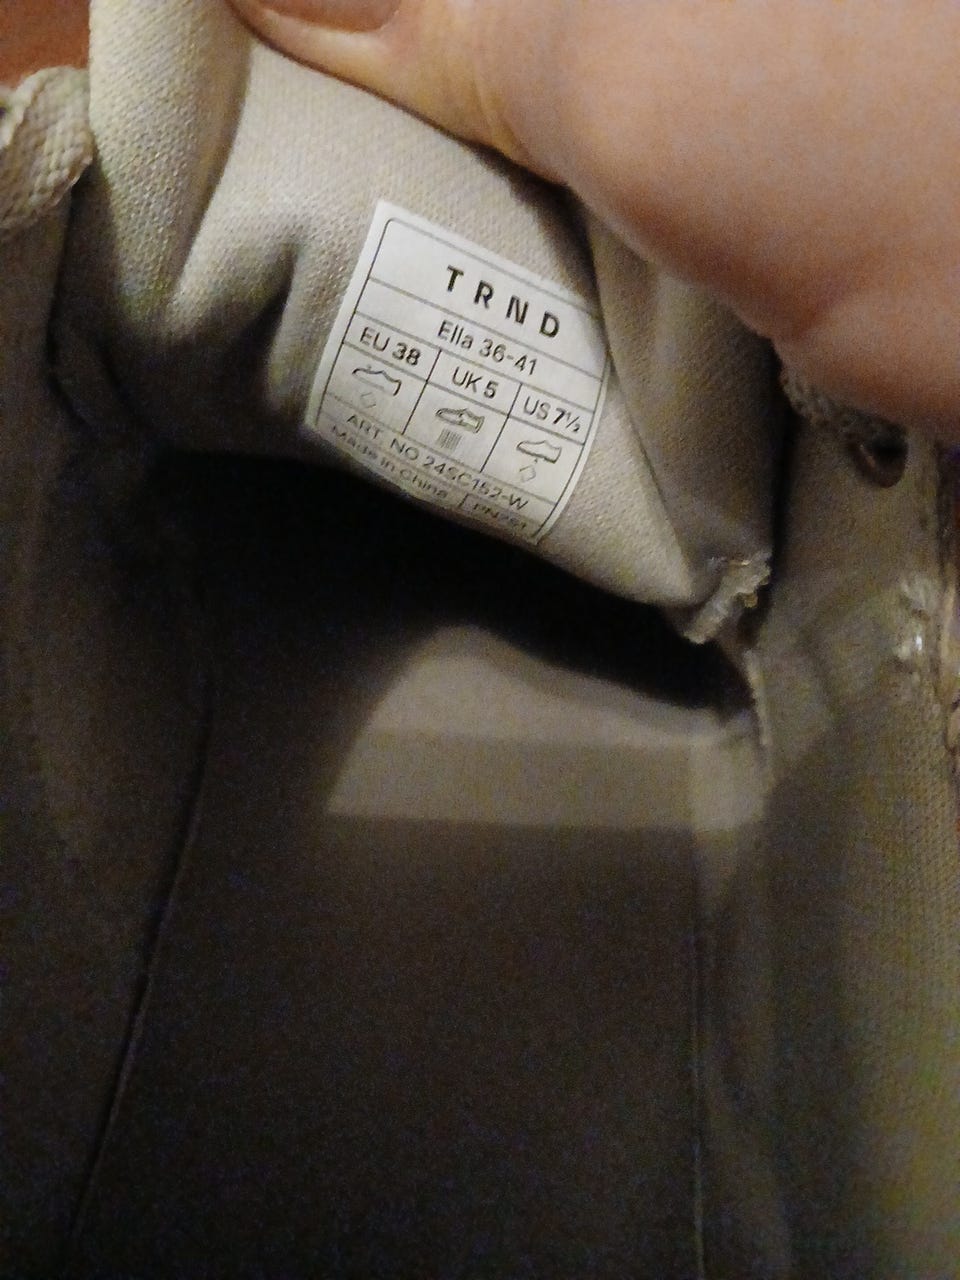 TRND
Ella 36-41
EU 38 UK 5 US 7½
ART. NO 24SC152-W
Made in China